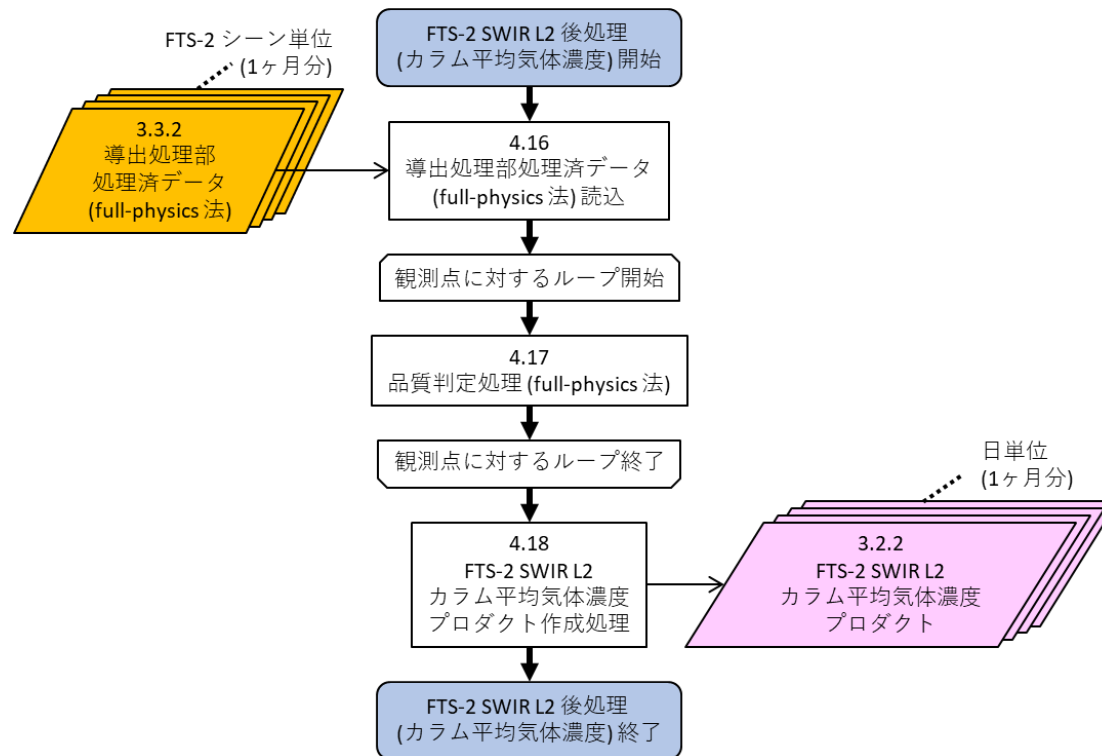 FTS-2 シーン単位
(1ヶ月分)
FTS-2 SWIR L2 後処理
(カラム平均気体濃度) 開始
3.3.2
導出処理部
処理済データ
(full-physics 法)
4.16
導出処理部処理済データ
(full-physics 法) 読込
観測点に対するループ開始
4.17
品質判定処理 (full-physics 法)
観測点に対するループ終了
日単位
(1ヶ月分)
4.18
FTS-2 SWIR L2
カラム平均気体濃度
プロダクト作成処理
3.2.2
FTS-2 SWIR L2
カラム平均気体濃度
プロダクト
FTS-2 SWIR L2 後処理
(カラム平均気体濃度) 終了